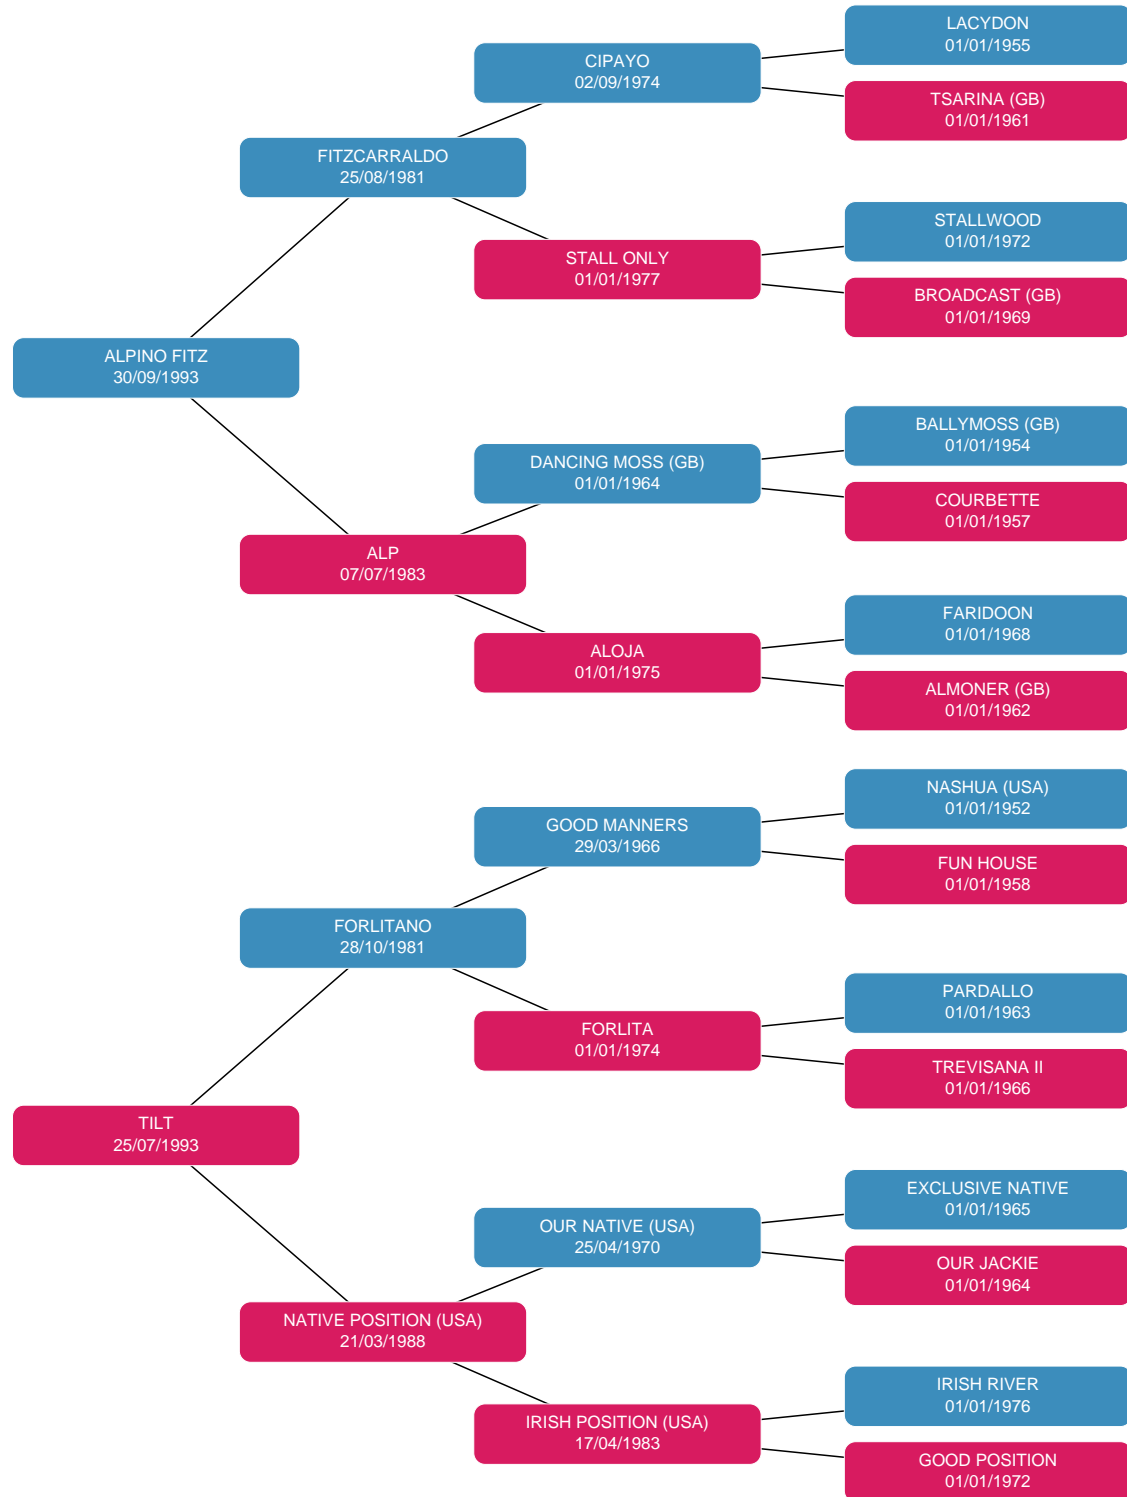 LACYDON
01/01/1955
CIPAYO
02/09/1974
TSARINA (GB)
01/01/1961
FITZCARRALDO
25/08/1981
STALLWOOD
01/01/1972
STALL ONLY
01/01/1977
BROADCAST (GB)
01/01/1969
ALPINO FITZ
30/09/1993
BALLYMOSS (GB)
01/01/1954
DANCING MOSS (GB)
01/01/1964
COURBETTE
01/01/1957
ALP
07/07/1983
FARIDOON
01/01/1968
ALOJA
01/01/1975
ALMONER (GB)
01/01/1962
NASHUA (USA)
01/01/1952
GOOD MANNERS
29/03/1966
FUN HOUSE
01/01/1958
FORLITANO
28/10/1981
PARDALLO
01/01/1963
FORLITA
01/01/1974
TREVISANA II
01/01/1966
TILT
25/07/1993
EXCLUSIVE NATIVE
01/01/1965
OUR NATIVE (USA)
25/04/1970
OUR JACKIE
01/01/1964
NATIVE POSITION (USA)
21/03/1988
IRISH RIVER
01/01/1976
IRISH POSITION (USA)
17/04/1983
GOOD POSITION
01/01/1972